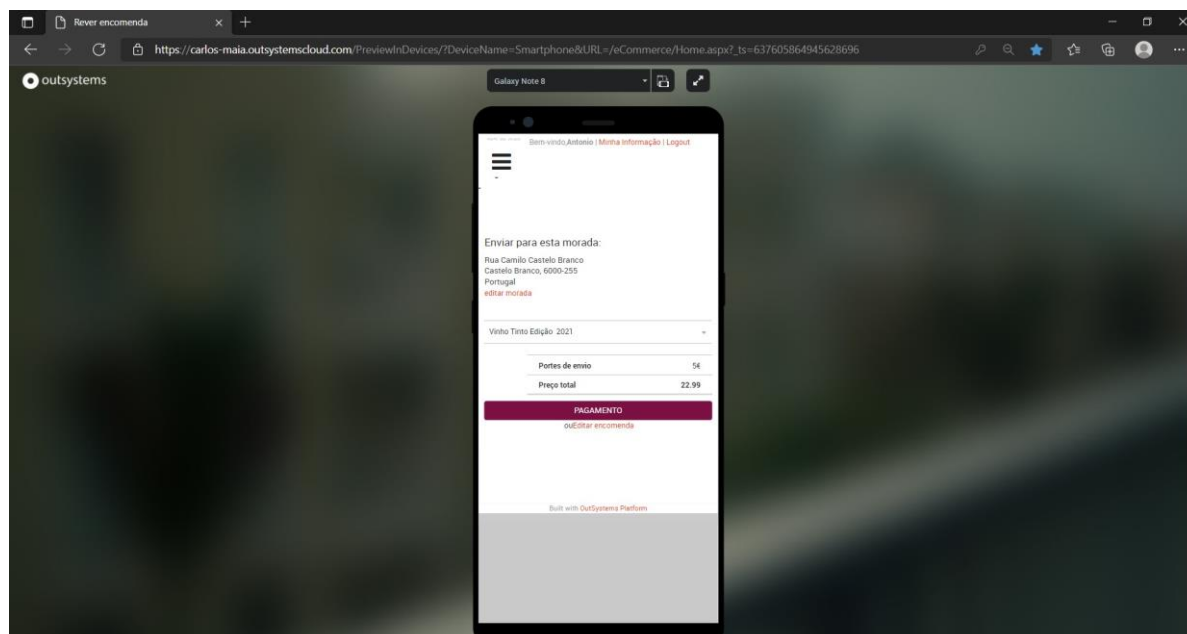 Rever encomenda
https://carlos-maia.outsystemscloud.com/PreviewInDevices/?DeviceName=Smartphone&URL=/eCommerce/Home.aspx?_ts=637605864945628696
outsystems
Galaxy Note 8
Bem-vindo,Antonio | Minha Informação | Logout
Enviar para esta morada:
Rua Camilo Castelo Branco
Castelo Branco, 6000-255
Portugal
editar morada
Vinho Tinto Edição 2021
Portes de envio 5€
Preço total 22.99
PAGAMENTO
ouEditar encomenda
Built with OutSystems Platform